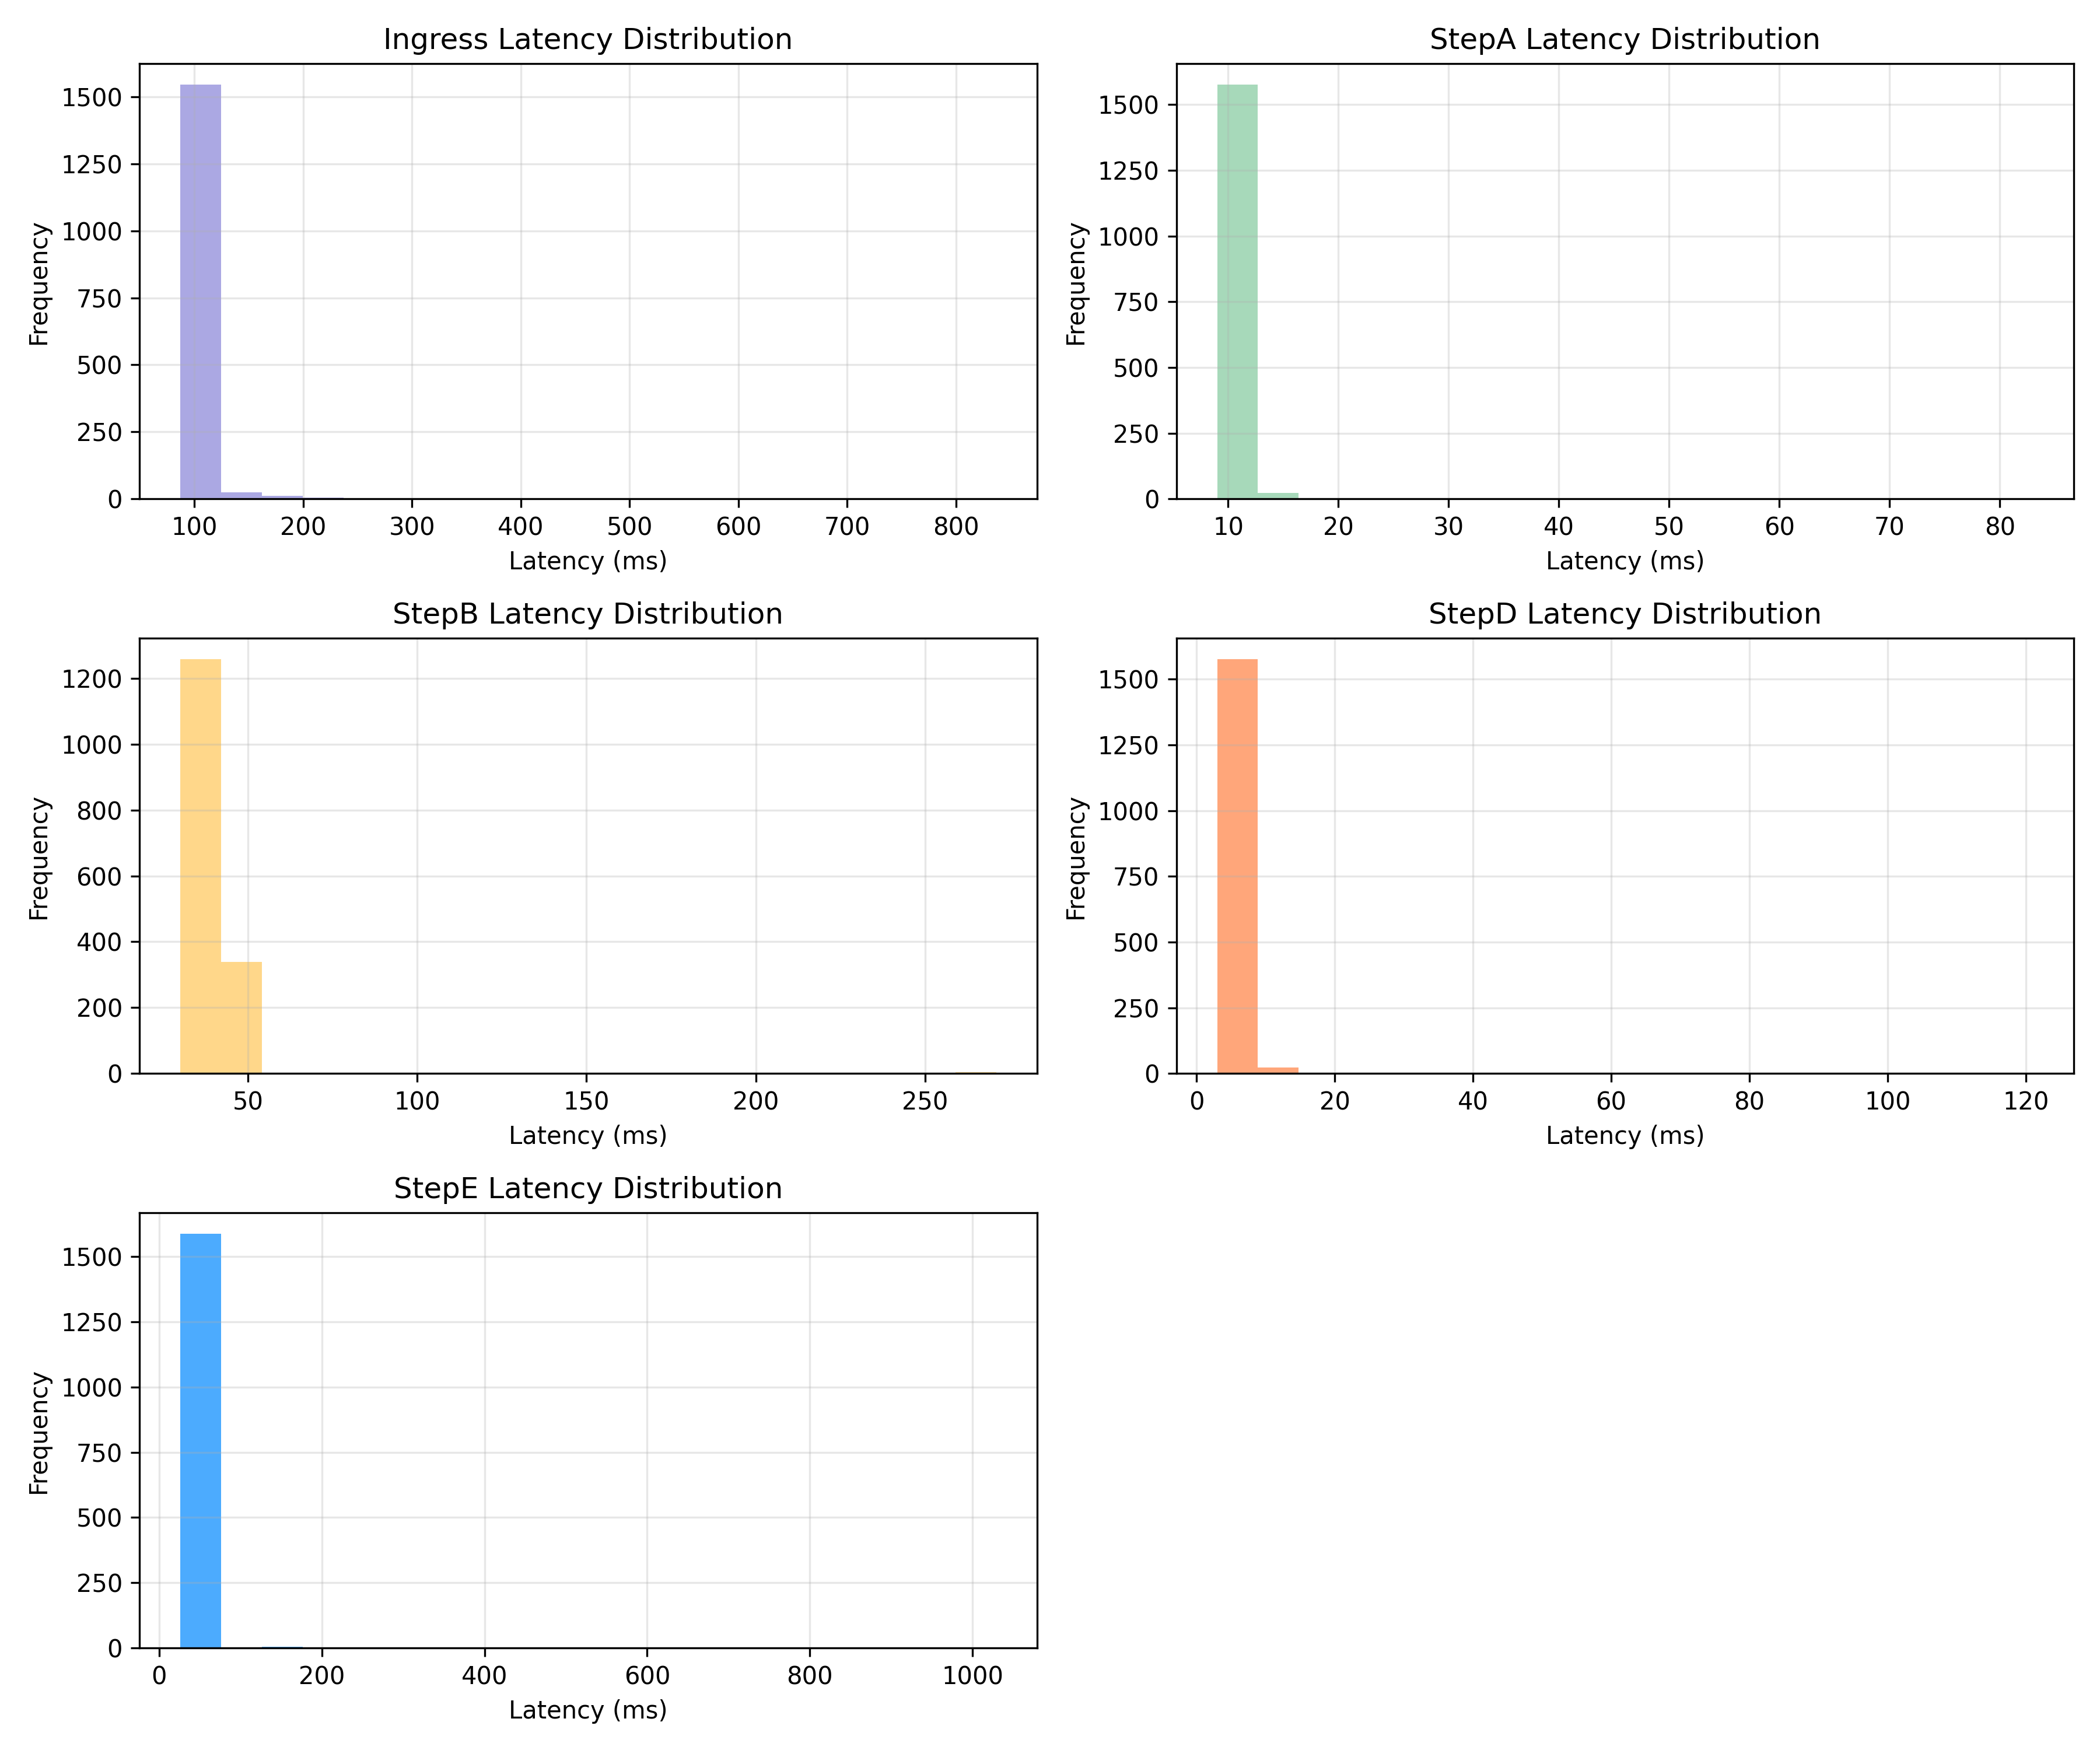 Ingress Latency Distribution
Frequency
1500
1250
1000
750
500
250
0
100 200 300 400 500 600 700 800
Latency (ms)
StepA Latency Distribution
Frequency
1500
1250
1000
750
500
250
0
10 20 30 40 50 60 70 80
Latency (ms)
StepB Latency Distribution
Frequency
1200
1000
800
600
400
200
0
50 100 150 200 250
Latency (ms)
StepD Latency Distribution
Frequency
1500
1250
1000
750
500
250
0
0 20 40 60 80 100 120
Latency (ms)
StepE Latency Distribution
Frequency
1500
1250
1000
750
500
250
0
0 200 400 600 800 1000
Latency (ms)